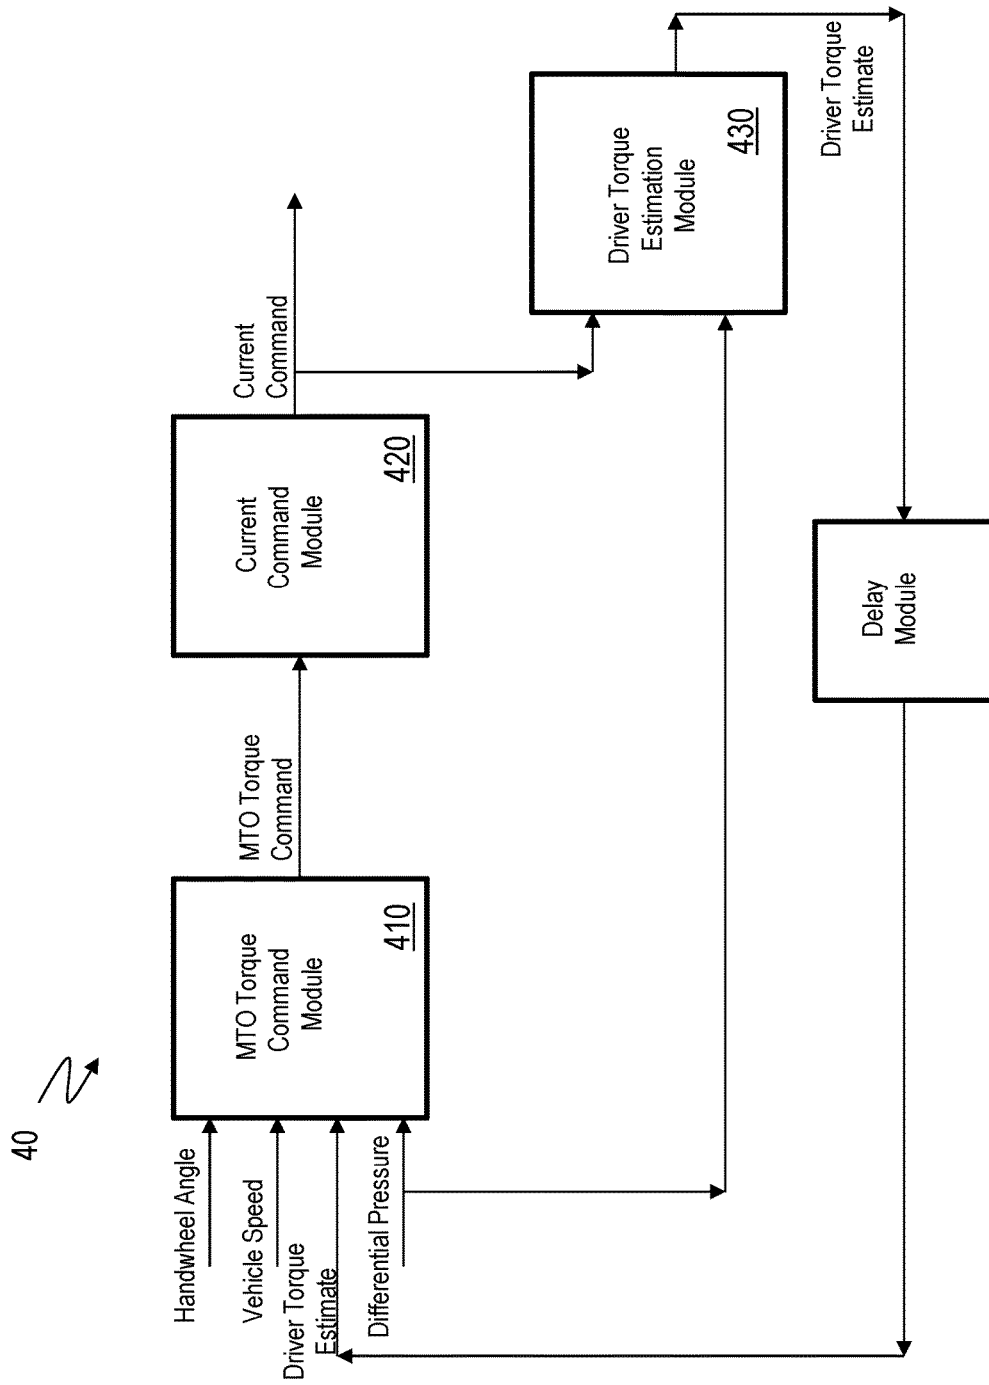 40
Handwheel Angle
Vehicle Speed
Driver Torque
Estimate
Differential Pressure
MTO Torque
Command
Module
410
MTO Torque
Command
Current
Command
Module
420
Current
Command
Driver Torque
Estimation
Module
430
Driver Torque
Estimate
Delay
Module